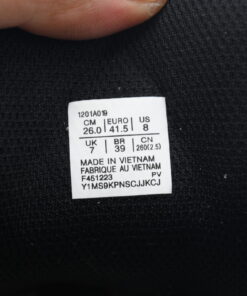 1201A019
CM EURO US
26.0 41.5 8
UK BR CN
7 39 260(2.5)
MADE IN VIETNAM
FABRIQUE AU VIETNAM
F451223 PV
Y1MS9KPNSCJJKCJ